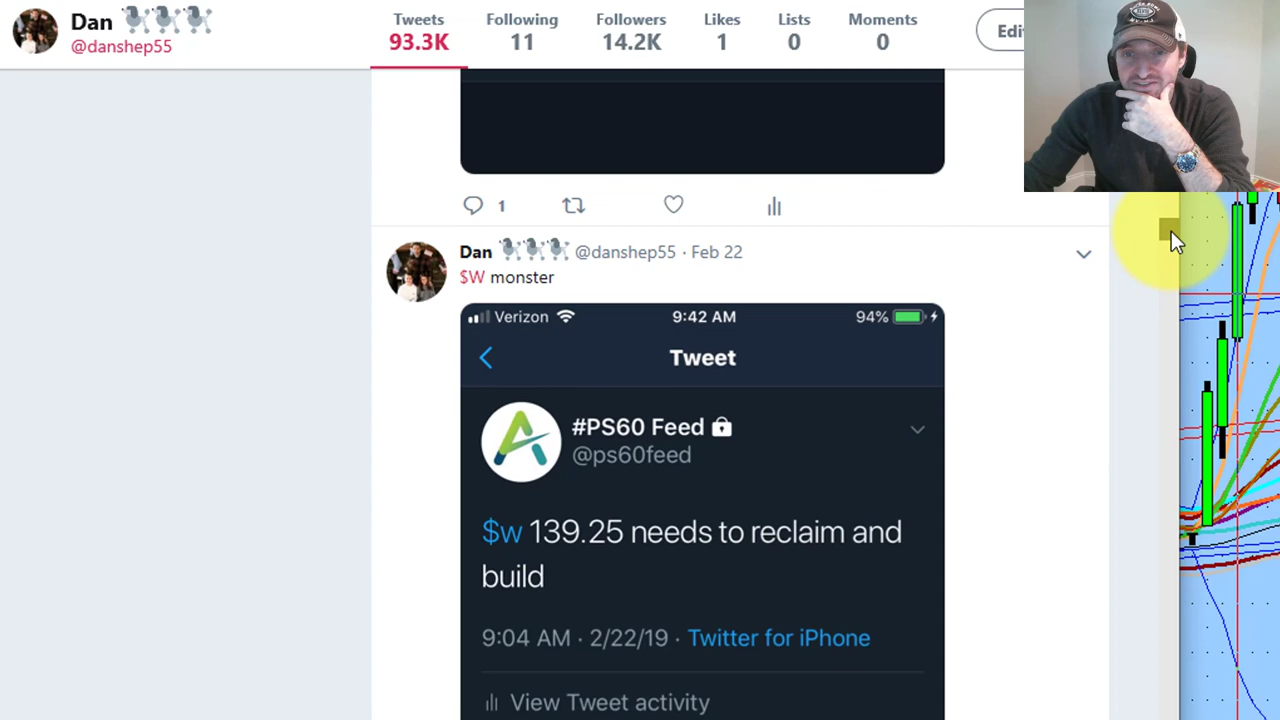 Dan
@danshep55
Tweets
93.3K
Following
11
Followers
14.2K
Likes
1
Lists
0
Moments
0
1
Dan @danshep55 · Feb 22
$W monster
Verizon 9:42 AM 94%
Tweet
#PS60 Feed
@ps60feed
$w 139.25 needs to reclaim and
build
9:04 AM · 2/22/19 · Twitter for iPhone
View Tweet activity